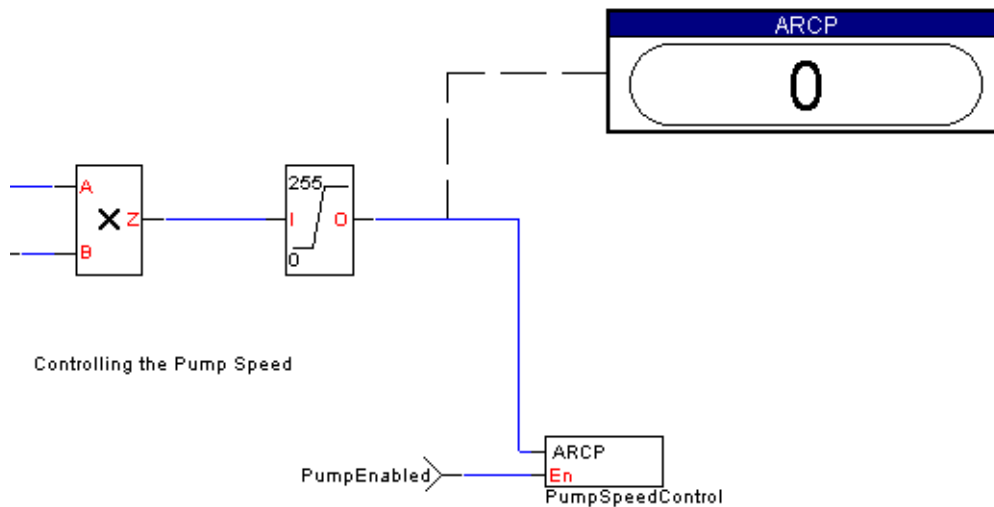 ARCP
0
A
X Z
B
255
I O
0
Controlling the Pump Speed
ARCP
PumpEnabled
En
PumpSpeedControl